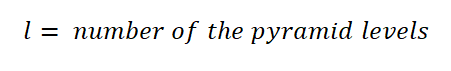 l = number of the pyramid levels